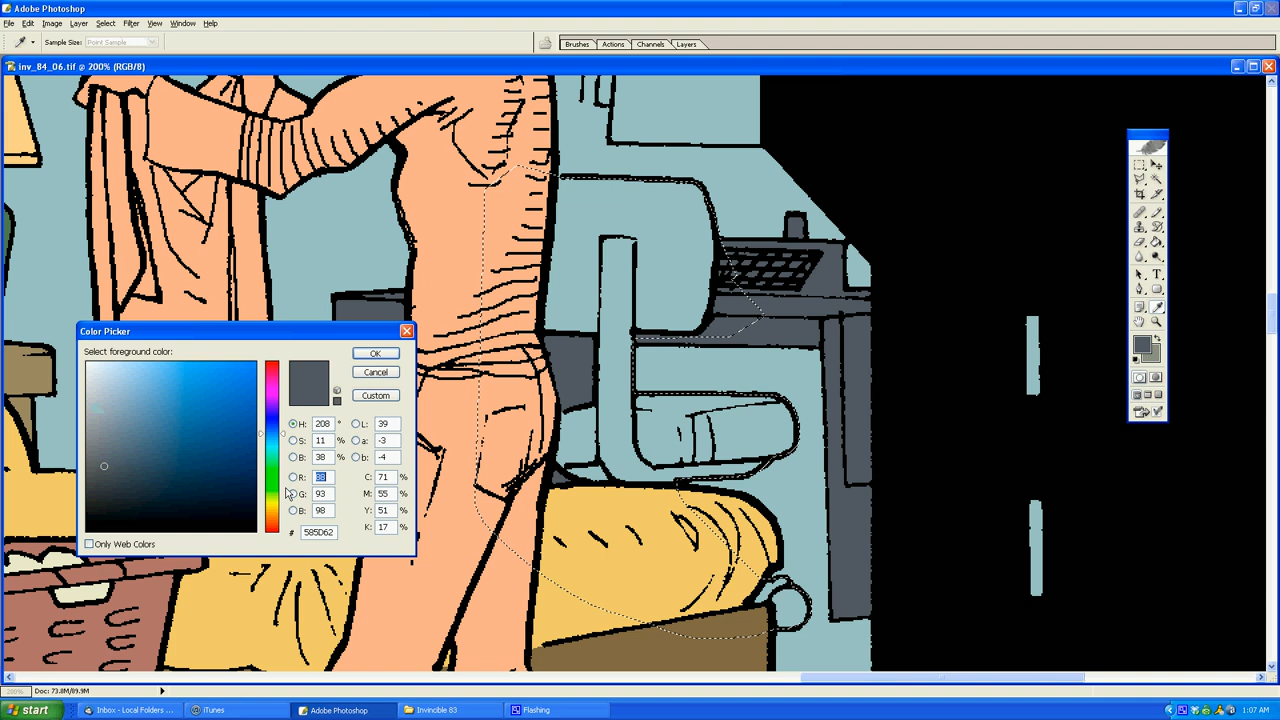 Adobe Photoshop
File Edit Image Layer Select Filter View Window Help
Sample Size: Point Sample
Brushes Actions Channels Layers
inv_84_06.tif @ 200% (RGB/8)
Color Picker
Select foreground color:
OK
Cancel
Custom
H: 208 ° L: 39
S: 11 % a: -3
B: 38 % b: -4
R: 88 C: 71 %
G: 93 M: 55 %
B: 98 Y: 51 %
# 585D62 K: 17 %
Only Web Colors
T
200% Doc: 73.8M/89.9M
start Inbox - Local Folders ... iTunes Adobe Photoshop Invincible 83 Flashing 1:07 AM